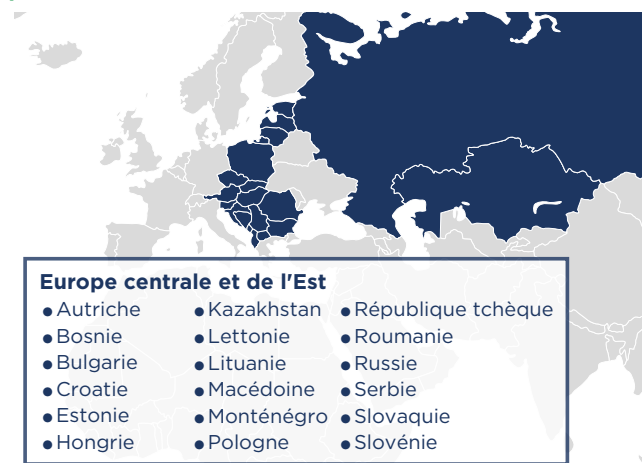 Europe centrale et de l'Est
• Autriche
• Bosnie
• Bulgarie
• Croatie
• Estonie
• Hongrie
• Kazakhstan
• Lettonie
• Lituanie
• Macédoine
• Monténégro
• Pologne
• République tchèque
• Roumanie
• Russie
• Serbie
• Slovaquie
• Slovénie